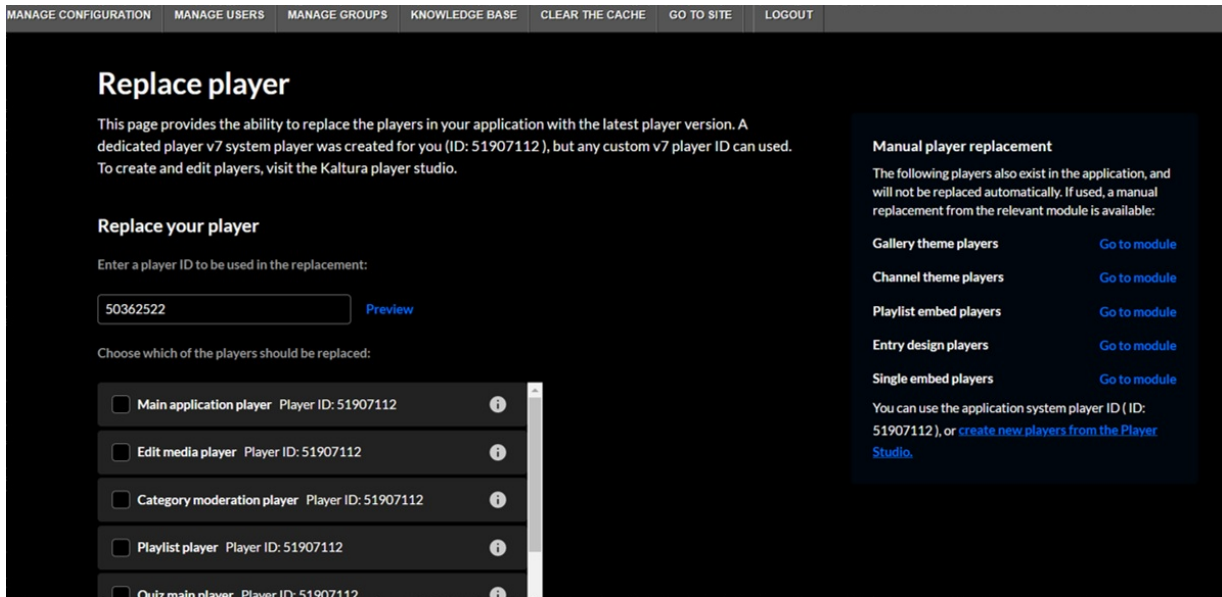 MANAGE CONFIGURATION MANAGE USERS MANAGE GROUPS KNOWLEDGE BASE CLEAR THE CACHE GO TO SITE LOGOUT
Replace player
This page provides the ability to replace the players in your application with the latest player version. A
dedicated player v7 system player was created for you (ID: 51907112 ), but any custom v7 player ID can used.
To create and edit players, visit the Kaltura player studio.
Replace your player
Enter a player ID to be used in the replacement:
50362522 Preview
Choose which of the players should be replaced:
Main application player Player ID: 51907112
Edit media player Player ID: 51907112
Category moderation player Player ID: 51907112
Playlist player Player ID: 51907112
Quiz main player Player ID: 51907112
Manual player replacement
The following players also exist in the application, and
will not be replaced automatically. If used, a manual
replacement from the relevant module is available:
Gallery theme players Go to module
Channel theme players Go to module
Playlist embed players Go to module
Entry design players Go to module
Single embed players Go to module
You can use the application system player ID ( ID:
51907112 ), or create new players from the Player
Studio.